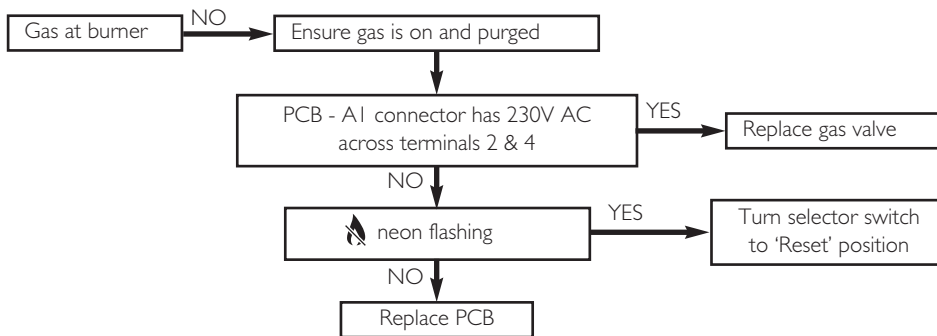 Gas at burner
NO
Ensure gas is on and purged
PCB - A1 connector has 230V AC
across terminals 2 & 4
YES
Replace gas valve
NO
neon flashing
YES
Turn selector switch
to ‘Reset’ position
NO
Replace PCB